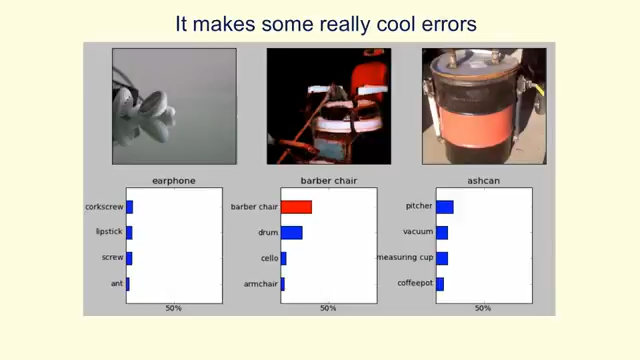 It makes some really cool errors
earphone
corkscrew
lipstick
screw
ant
50%
barber chair
barber chair
drum
cello
armchair
50%
ashcan
pitcher
vacuum
measuring cup
coffeepot
50%